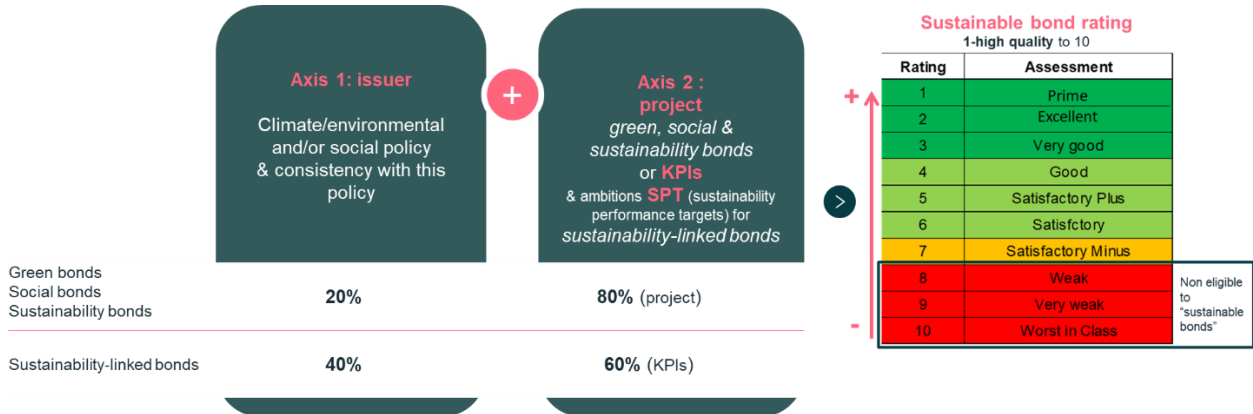 Axis 1: issuer
Climate/environmental
and/or social policy
& consistency with this
policy
+
Axis 2 :
project
green, social &
sustainability bonds
or KPIs
& ambitions SPT (sustainability
performance targets) for
sustainability-linked bonds
Green bonds
Social bonds
Sustainability bonds
20%
80% (project)
Sustainability-linked bonds
40%
60% (KPIs)
>
Sustainable bond rating
1-high quality to 10
Rating Assessment
+
1 Prime
2 Excellent
3 Very good
4 Good
5 Satisfactory Plus
6 Satisfctory
7 Satisfactory Minus
8 Weak
9 Very weak
10 Worst in Class
-
Non eligible
to
“sustainable
bonds”